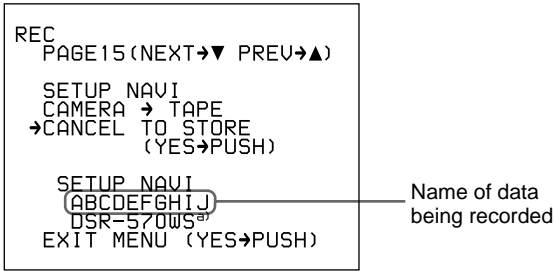 REC
PAGE15(NEXT→▼ PREV→▲)
SETUP NAVI
CAMERA → TAPE
→CANCEL TO STORE
(YES→PUSH)
SETUP NAVI
ABCDEFGHIJ
DSR-570WSa)
EXIT MENU (YES→PUSH)
Name of data
being recorded